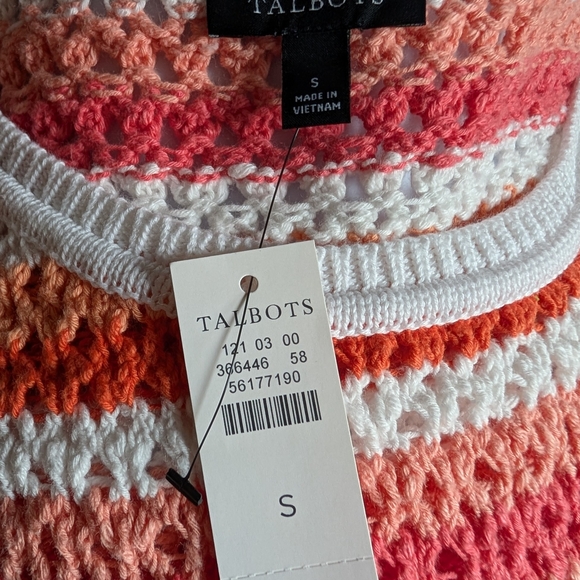 TALBOTS
S
MADE IN
VIETNAM
TALBOTS
121 03 00
366446 58
56177190
S